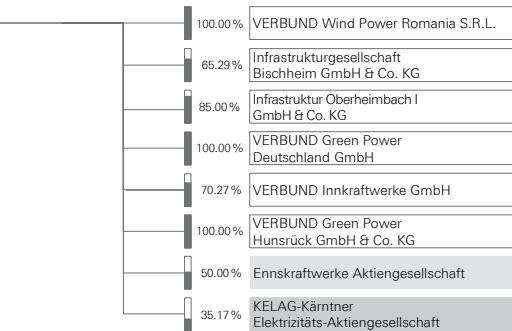 100.00 % VERBUND Wind Power Romania S.R.L.
65.29 % Infrastrukturgesellschaft
Bischheim GmbH & Co. KG
85.00 % Infrastruktur Oberheimbach I
GmbH & Co. KG
100.00 % VERBUND Green Power
Deutschland GmbH
70.27 % VERBUND Innkraftwerke GmbH
100.00 % VERBUND Green Power
Hunsrück GmbH & Co. KG
50.00 % Ennskraftwerke Aktiengesellschaft
35.17 % KELAG-Kärntner
Elektrizitäts-Aktiengesellschaft